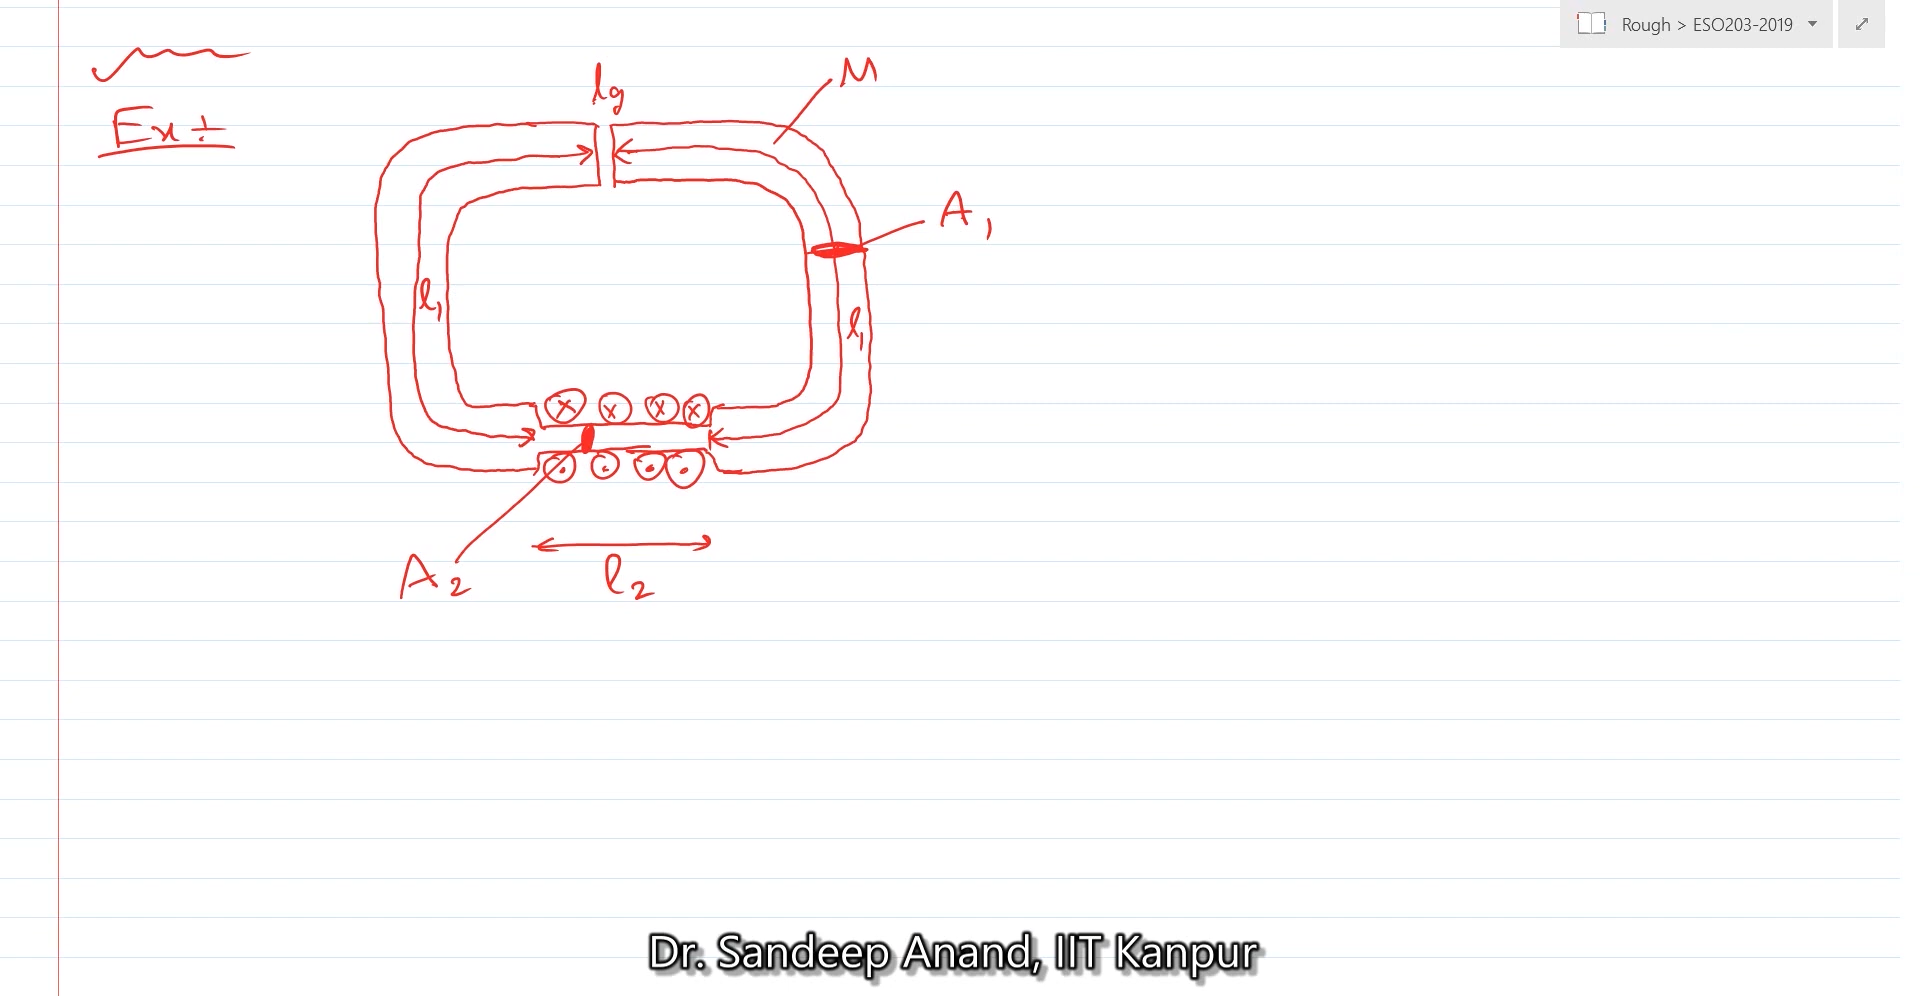 Rough > ESO203-2019
lg
M
Ex:
A1
l1
l1
x x x x
A2
l2
Dr. Sandeep Anand, IIT Kanpur